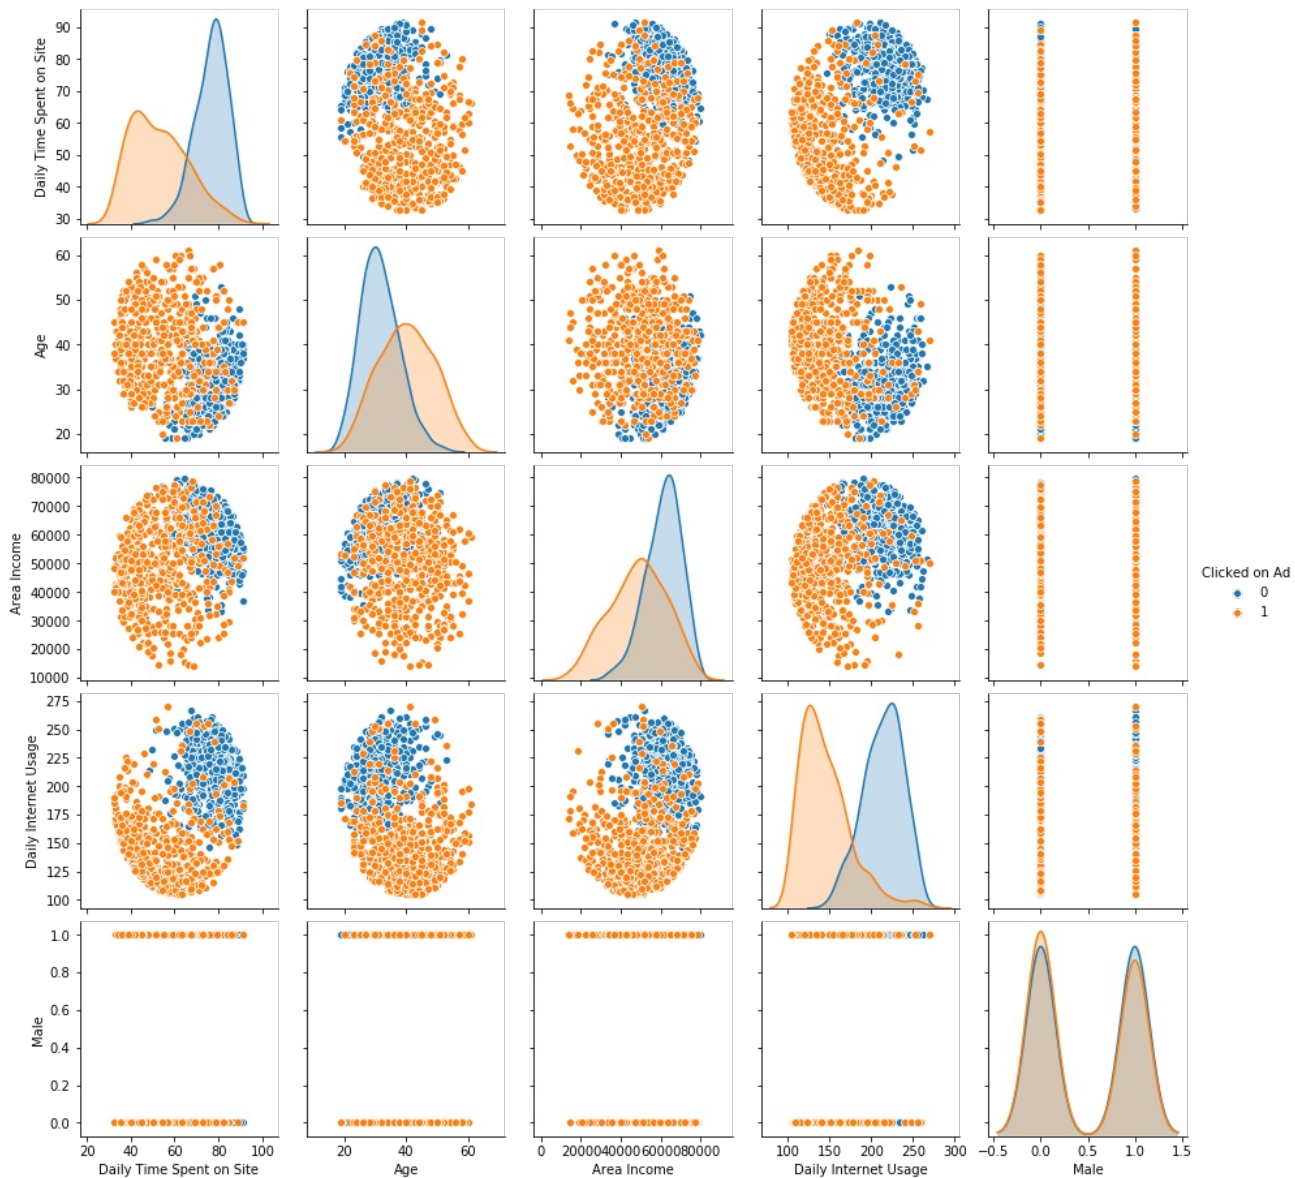 90
80
70
60
50
40
30
Daily Time Spent on Site
20 40 60 80 100
60
50
40
30
20
Age
80000
70000
60000
50000
40000
30000
20000
10000
Area Income
Clicked on Ad
0
1
275
250
225
200
175
150
125
100
Daily Internet Usage
1.0
0.8
0.6
0.4
0.2
0.0
Male
20 40 60 80 100
Daily Time Spent on Site
20 40 60
Age
0 20000 40000 60000 80000
Area Income
100 200 300
Daily Internet Usage
−0.5 0.0 0.5 1.0 1.5
Male